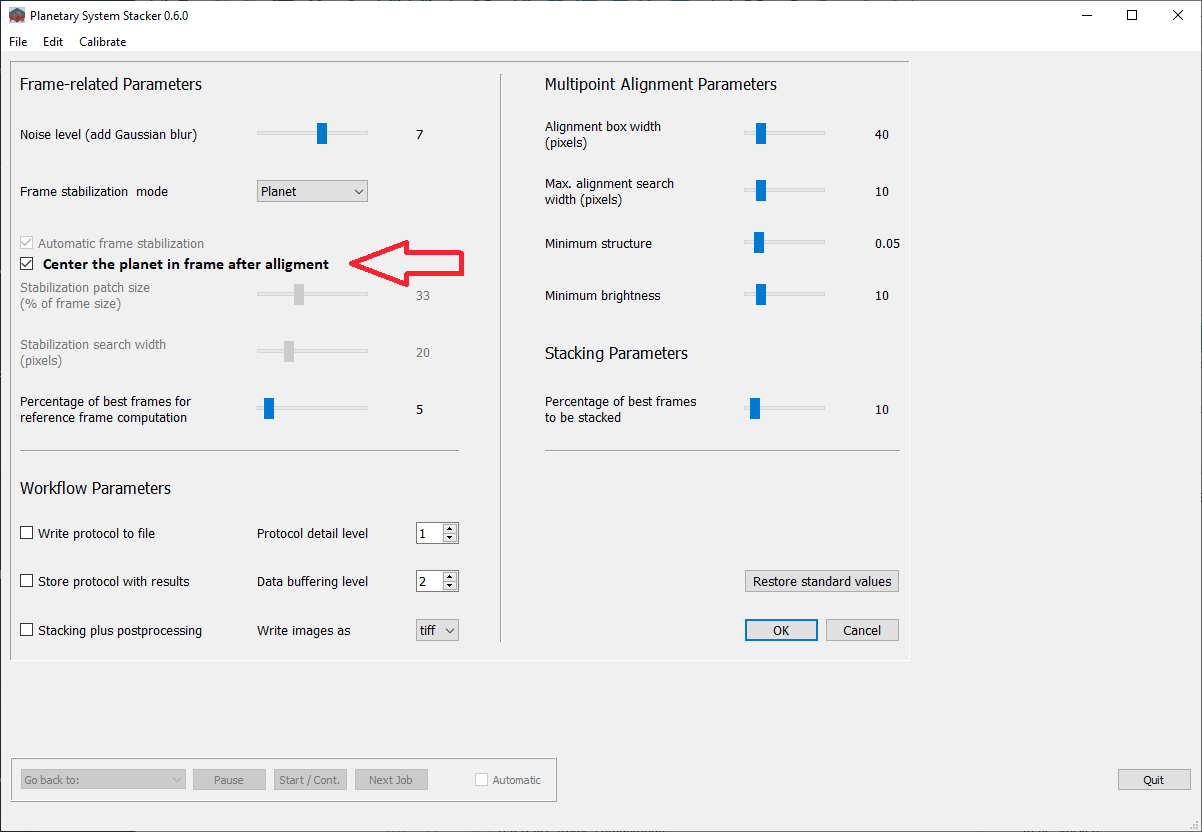 Planetary System Stacker 0.6.0
File Edit Calibrate
Frame-related Parameters
Noise level (add Gaussian blur) 7
Frame stabilization mode Planet
Automatic frame stabilization
Center the planet in frame after alligment
Stabilization patch size
(% of frame size) 33
Stabilization search width
(pixels) 20
Percentage of best frames for
reference frame computation 5
Workflow Parameters
Write protocol to file Protocol detail level 1
Store protocol with results Data buffering level 2
Stacking plus postprocessing Write images as tiff
Multipoint Alignment Parameters
Alignment box width
(pixels) 40
Max. alignment search
width (pixels) 10
Minimum structure 0.05
Minimum brightness 10
Stacking Parameters
Percentage of best frames
to be stacked 10
Restore standard values
OK Cancel
Go back to: Pause Start / Cont. Next Job Automatic
Quit